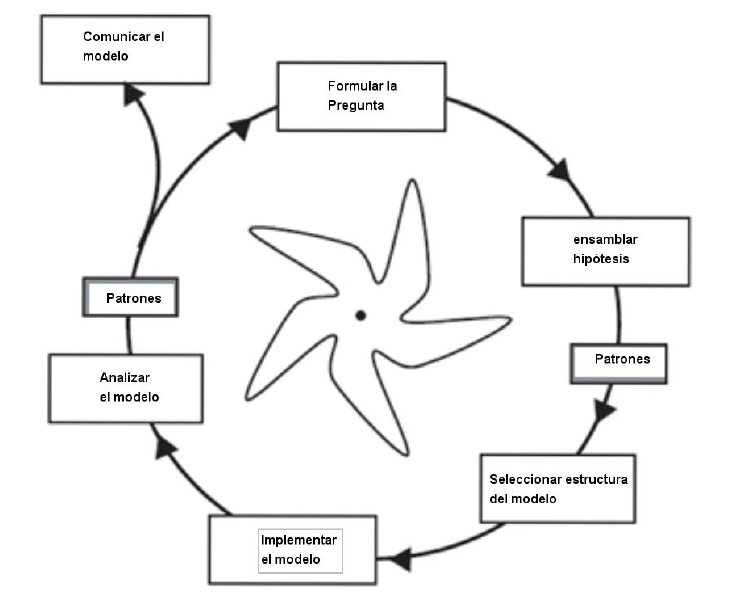 Comunicar el
modelo
Formular la
Pregunta
ensamblar
hipótesis
Patrones
Seleccionar estructura
del modelo
Implementar
el modelo
Analizar
el modelo
Patrones